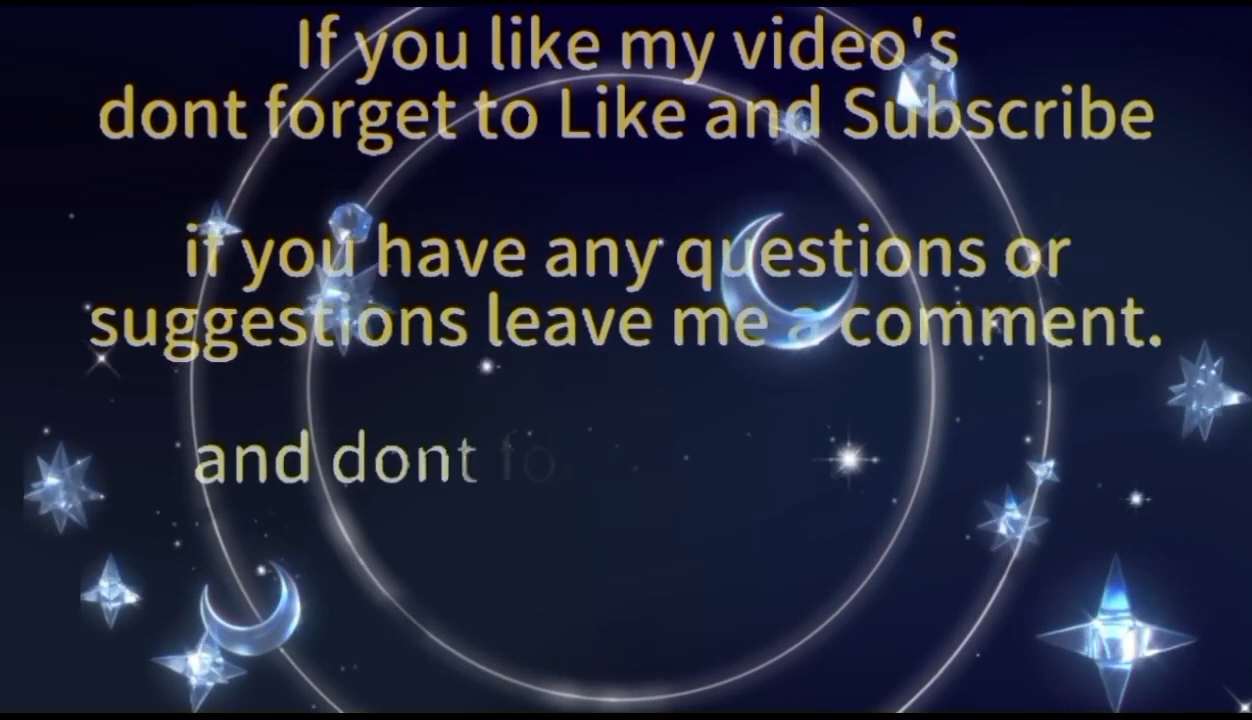 If you like my video's
dont forget to Like and Subscribe
if you have any questions or
suggestions leave me a comment.
and dont fo